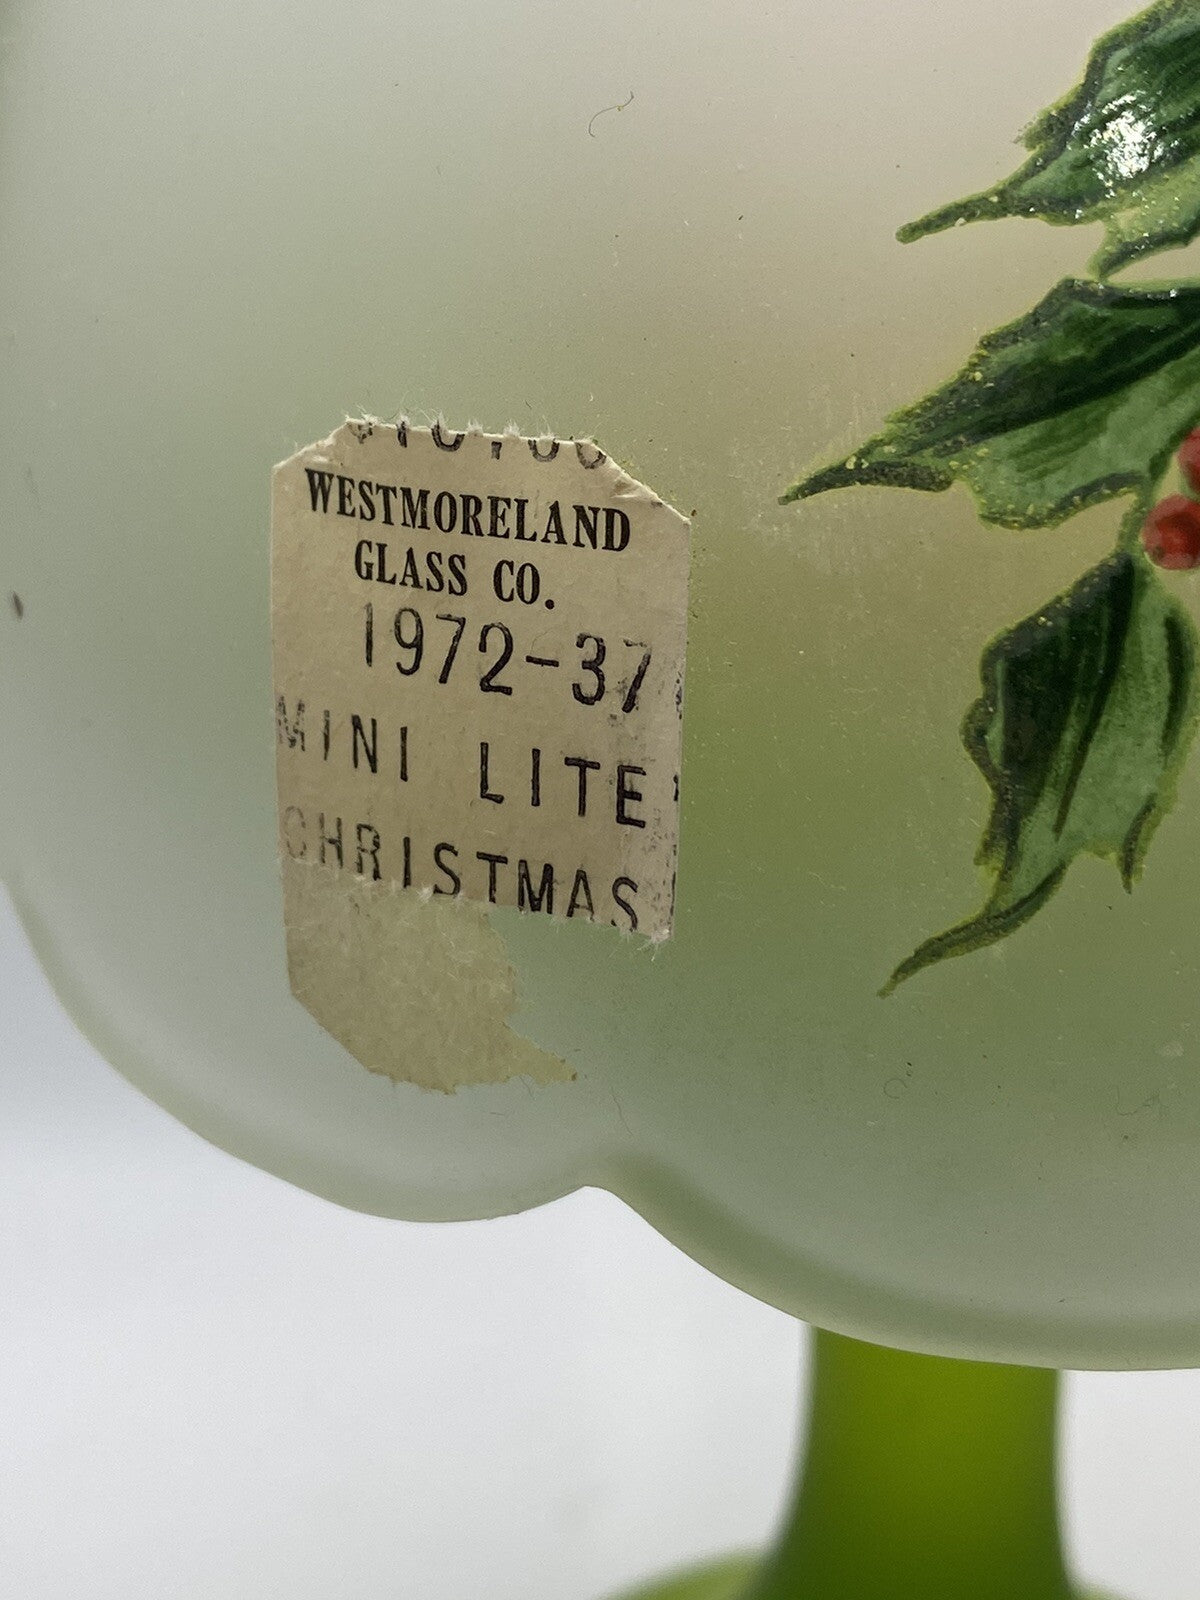 WESTMORELAND
GLASS CO.
1972-37
MINI LITE
CHRISTMAS